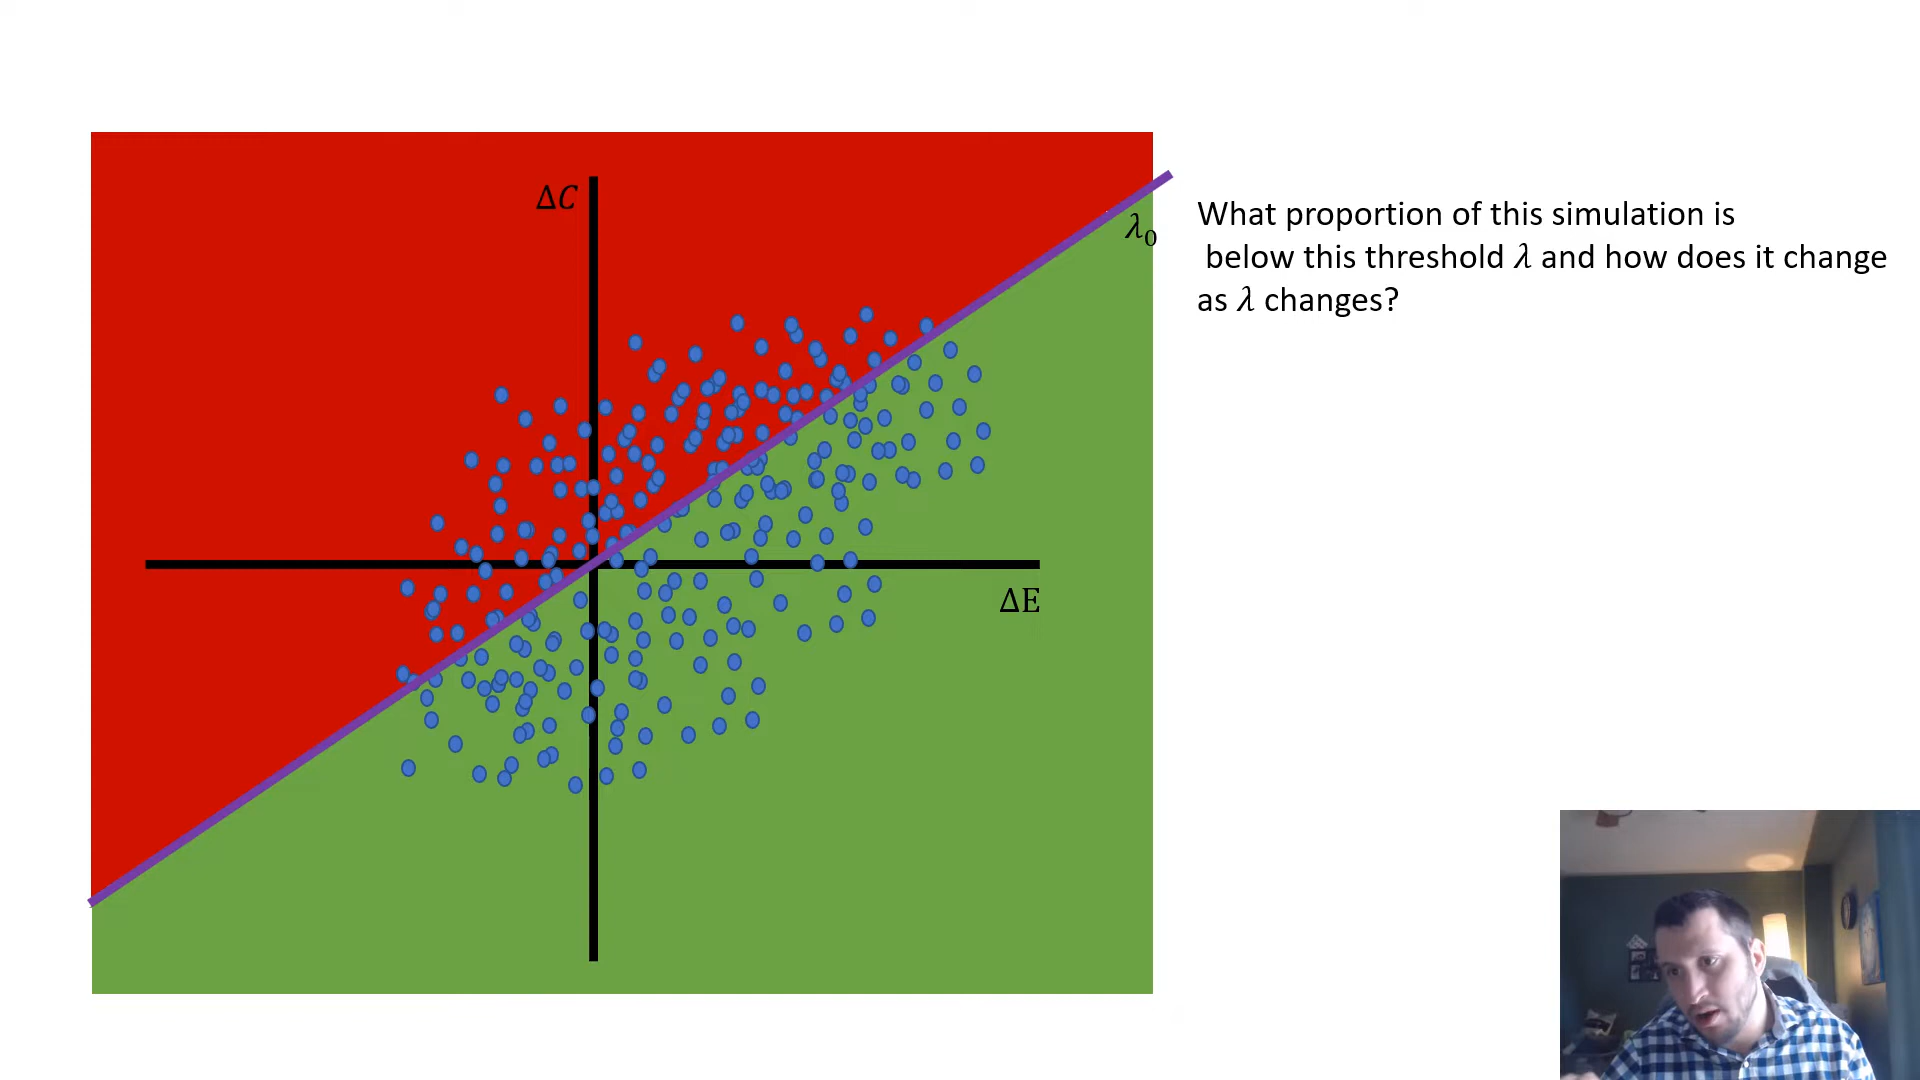 ΔC
λ₀
ΔE
What proportion of this simulation is
below this threshold λ and how does it change
as λ changes?